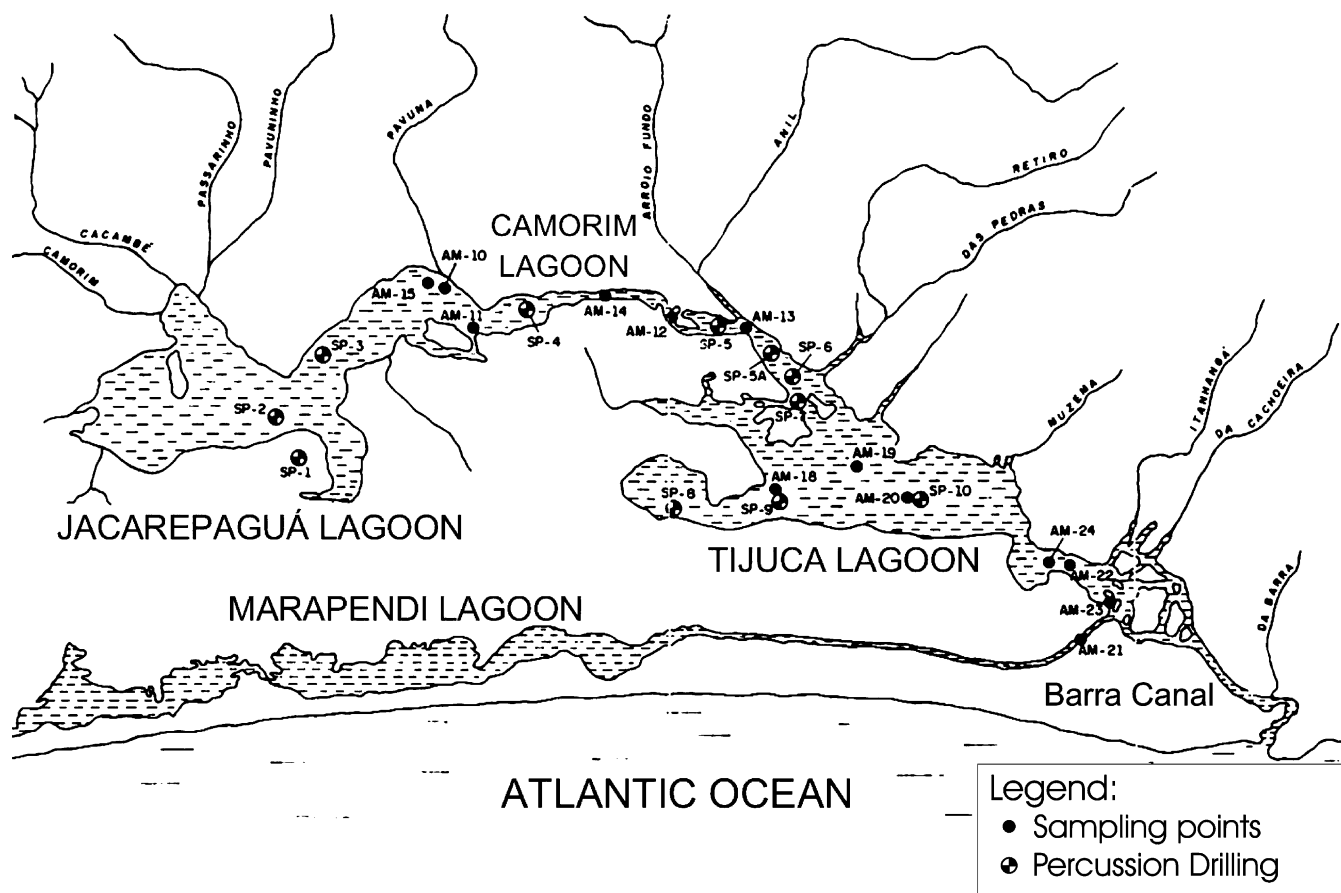 PASSARINHO
PAVUNINHO
PAVUNA
ARROIO FUNDO
ANIL
RETIRO
DAS PEDRAS
CACAMBÉ
CAMORIM
CAMORIM
LAGOON
AM-10
AM-15
AM-11
SP-4
AM-14
AM-12
SP-5
AM-13
SP-3
SP-5A
SP-6
SP-7
SP-2
SP-1
MUZEMA
ITANHANGÁ
DA CACHOEIRA
AM-19
AM-18
SP-8
SP-9
AM-20
SP-10
JACAREPAGUÁ LAGOON
TIJUCA LAGOON
AM-24
AM-22
AM-23
AM-21
DA BARRA
MARAPENDI LAGOON
Barra Canal
ATLANTIC OCEAN
Legend:
Sampling points
Percussion Drilling